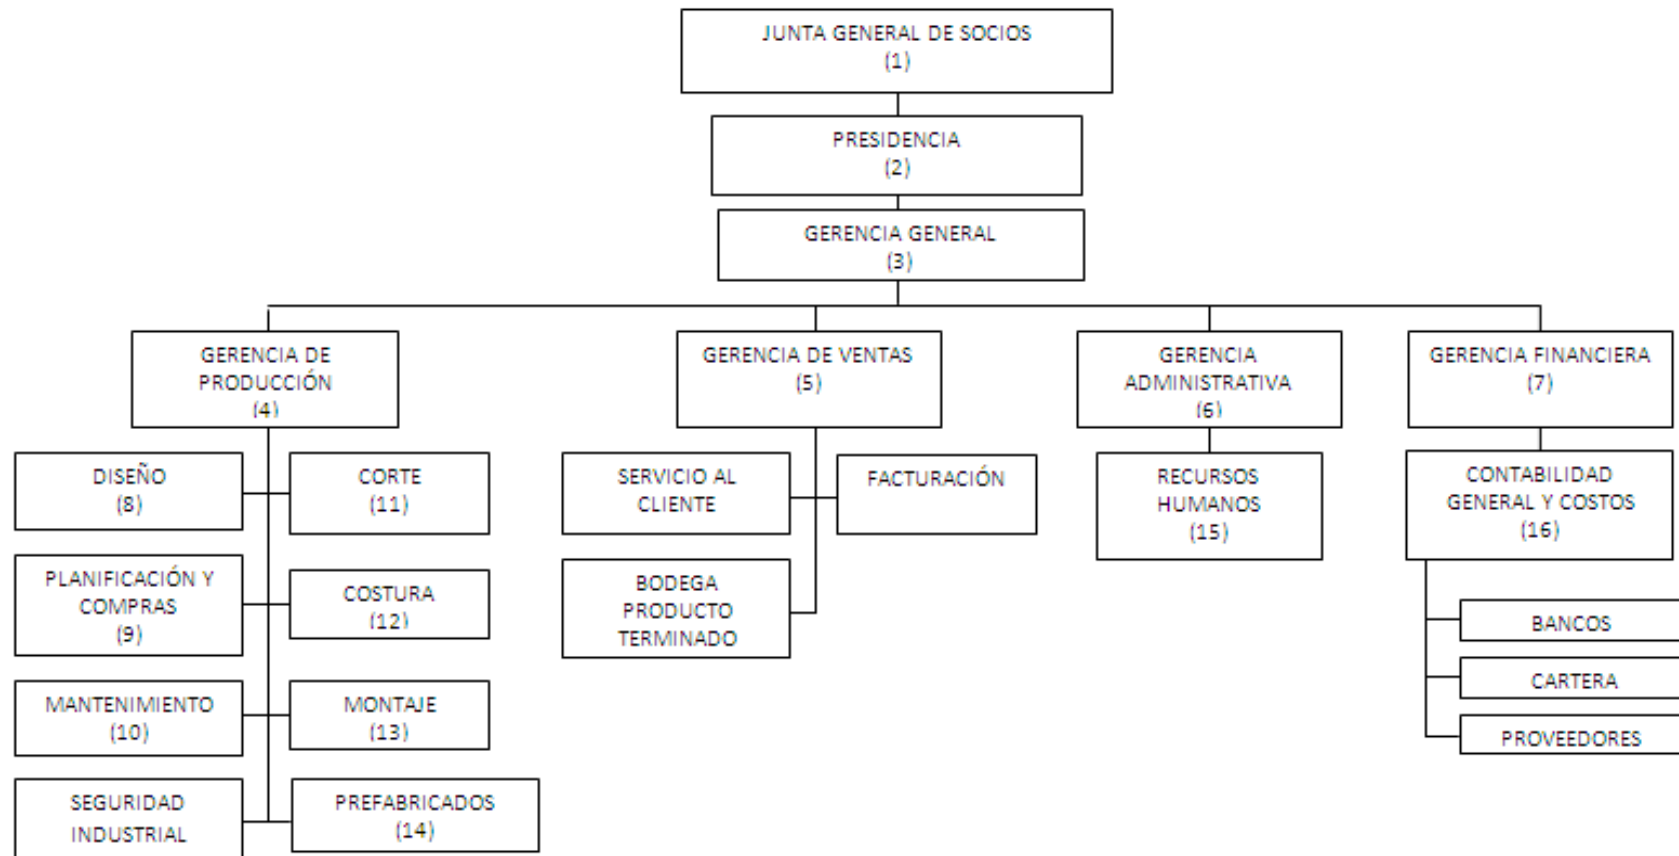 JUNTA GENERAL DE SOCIOS
(1)
PRESIDENCIA
(2)
GERENCIA GENERAL
(3)
GERENCIA DE
PRODUCCIÓN
(4)
GERENCIA DE VENTAS
(5)
GERENCIA
ADMINISTRATIVA
(6)
GERENCIA FINANCIERA
(7)
DISEÑO
(8)
CORTE
(11)
SERVICIO AL
CLIENTE
FACTURACIÓN
RECURSOS
HUMANOS
(15)
CONTABILIDAD
GENERAL Y COSTOS
(16)
PLANIFICACIÓN Y
COMPRAS
(9)
COSTURA
(12)
BODEGA
PRODUCTO
TERMINADO
BANCOS
CARTERA
PROVEEDORES
MANTENIMIENTO
(10)
MONTAJE
(13)
SEGURIDAD
INDUSTRIAL
PREFABRICADOS
(14)